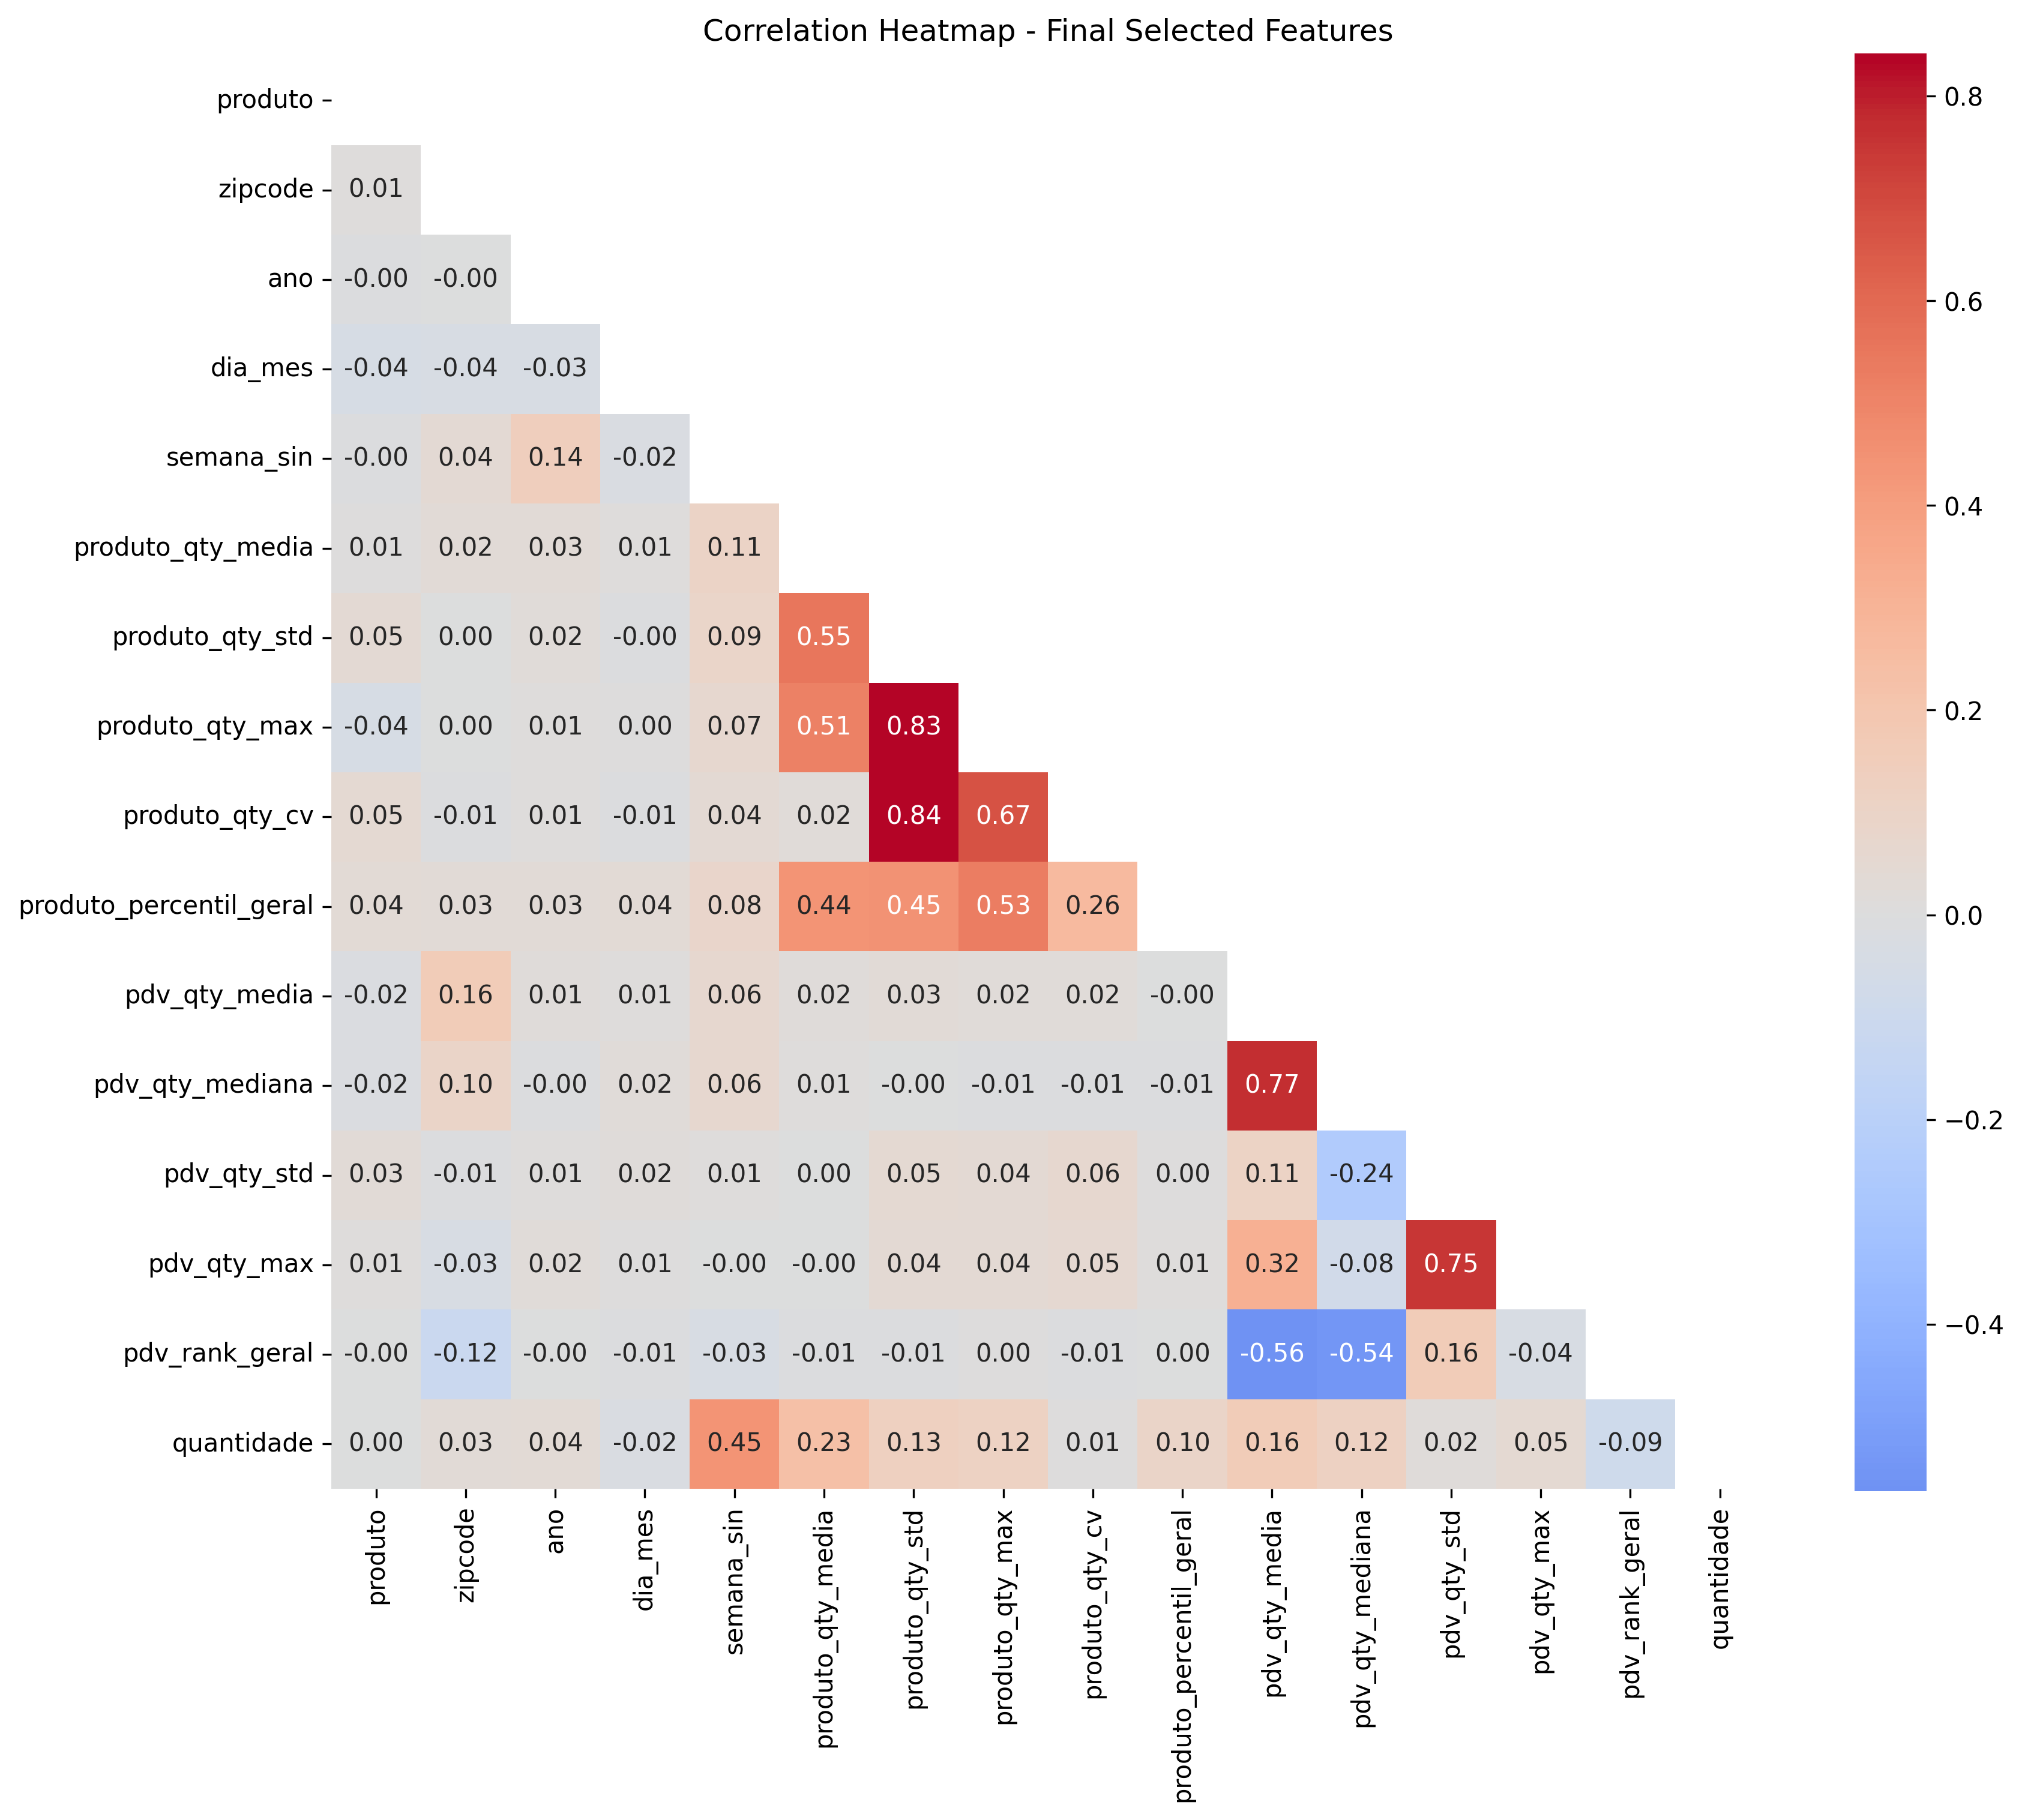 Correlation Heatmap - Final Selected Features
produto
zipcode 0.01
ano -0.00 -0.00
dia_mes -0.04 -0.04 -0.03
semana_sin -0.00 0.04 0.14 -0.02
produto_qty_media 0.01 0.02 0.03 0.01 0.11
produto_qty_std 0.05 0.00 0.02 -0.00 0.09 0.55
produto_qty_max -0.04 0.00 0.01 0.00 0.07 0.51 0.83
produto_qty_cv 0.05 -0.01 0.01 -0.01 0.04 0.02 0.84 0.67
produto_percentil_geral 0.04 0.03 0.03 0.04 0.08 0.44 0.45 0.53 0.26
pdv_qty_media -0.02 0.16 0.01 0.01 0.06 0.02 0.03 0.02 0.02 -0.00
pdv_qty_mediana -0.02 0.10 -0.00 0.02 0.06 0.01 -0.00 -0.01 -0.01 -0.01 0.77
pdv_qty_std 0.03 -0.01 0.01 0.02 0.01 0.00 0.05 0.04 0.06 0.00 0.11 -0.24
pdv_qty_max 0.01 -0.03 0.02 0.01 -0.00 -0.00 0.04 0.04 0.05 0.01 0.32 -0.08 0.75
pdv_rank_geral -0.00 -0.12 -0.00 -0.01 -0.03 -0.01 -0.01 0.00 -0.01 0.00 -0.56 -0.54 0.16 -0.04
quantidade 0.00 0.03 0.04 -0.02 0.45 0.23 0.13 0.12 0.01 0.10 0.16 0.12 0.02 0.05 -0.09
produto
zipcode
ano
dia_mes
semana_sin
produto_qty_media
produto_qty_std
produto_qty_max
produto_qty_cv
produto_percentil_geral
pdv_qty_media
pdv_qty_mediana
pdv_qty_std
pdv_qty_max
pdv_rank_geral
quantidade
0.8
0.6
0.4
0.2
0.0
−0.2
−0.4